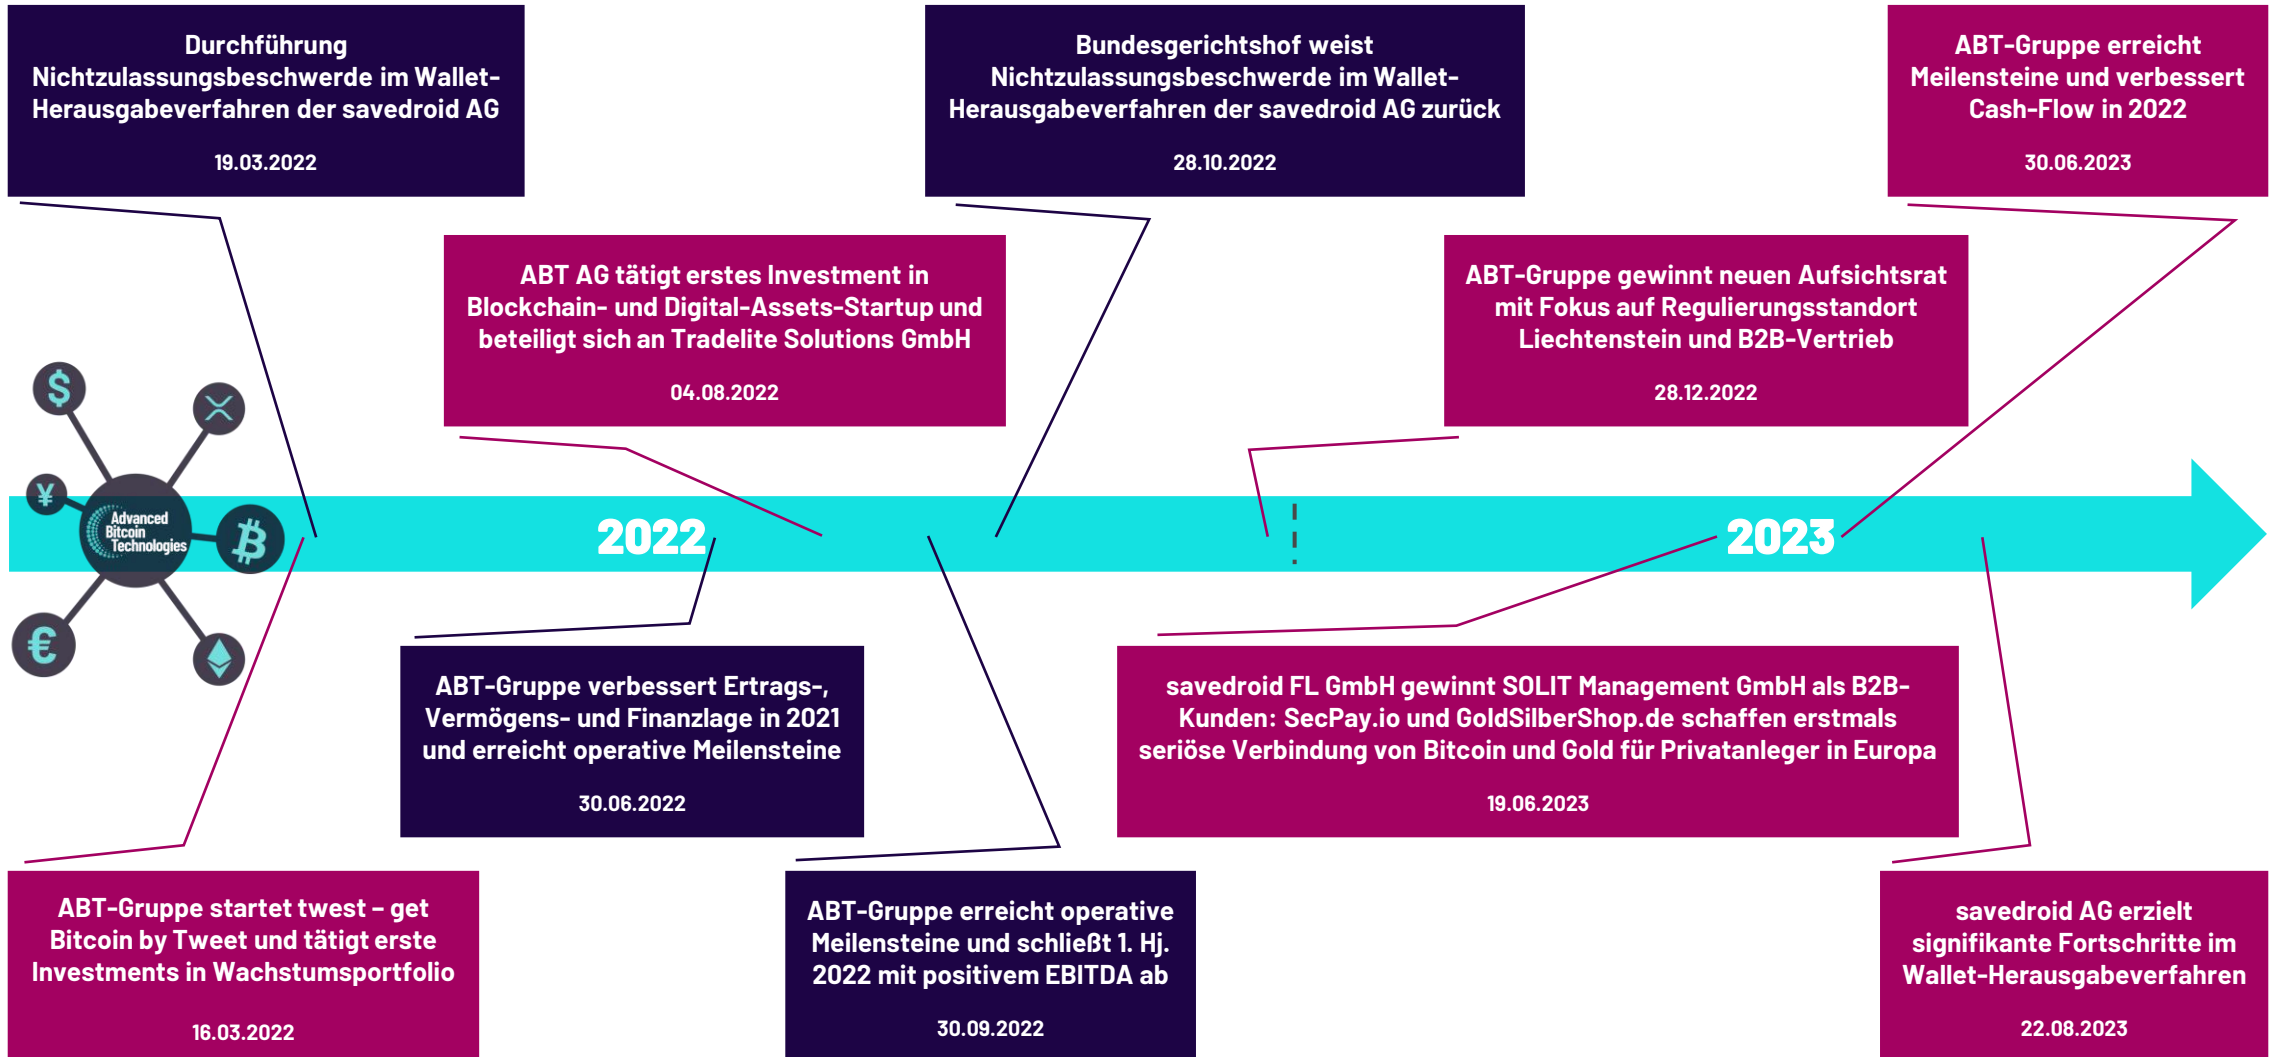 Durchführung
Nichtzulassungsbeschwerde im Wallet-
Herausgabeverfahren der savedroid AG
19.03.2022
Bundesgerichtshof weist
Nichtzulassungsbeschwerde im Wallet-
Herausgabeverfahren der savedroid AG zurück
28.10.2022
ABT-Gruppe erreicht
Meilensteine und verbessert
Cash-Flow in 2022
30.06.2023
ABT AG tätigt erstes Investment in
Blockchain- und Digital-Assets-Startup und
beteiligt sich an Tradelite Solutions GmbH
04.08.2022
ABT-Gruppe gewinnt neuen Aufsichtsrat
mit Fokus auf Regulierungsstandort
Liechtenstein und B2B-Vertrieb
28.12.2022
$
¥
€
Advanced
Bitcoin
Technologies
2022
2023
ABT-Gruppe verbessert Ertrags-,
Vermögens- und Finanzlage in 2021
und erreicht operative Meilensteine
30.06.2022
savedroid FL GmbH gewinnt SOLIT Management GmbH als B2B-
Kunden: SecPay.io und GoldSilberShop.de schaffen erstmals
seriöse Verbindung von Bitcoin und Gold für Privatanleger in Europa
19.06.2023
ABT-Gruppe startet twest – get
Bitcoin by Tweet und tätigt erste
Investments in Wachstumsportfolio
16.03.2022
ABT-Gruppe erreicht operative
Meilensteine und schließt 1. Hj.
2022 mit positivem EBITDA ab
30.09.2022
savedroid AG erzielt
signifikante Fortschritte im
Wallet-Herausgabeverfahren
22.08.2023